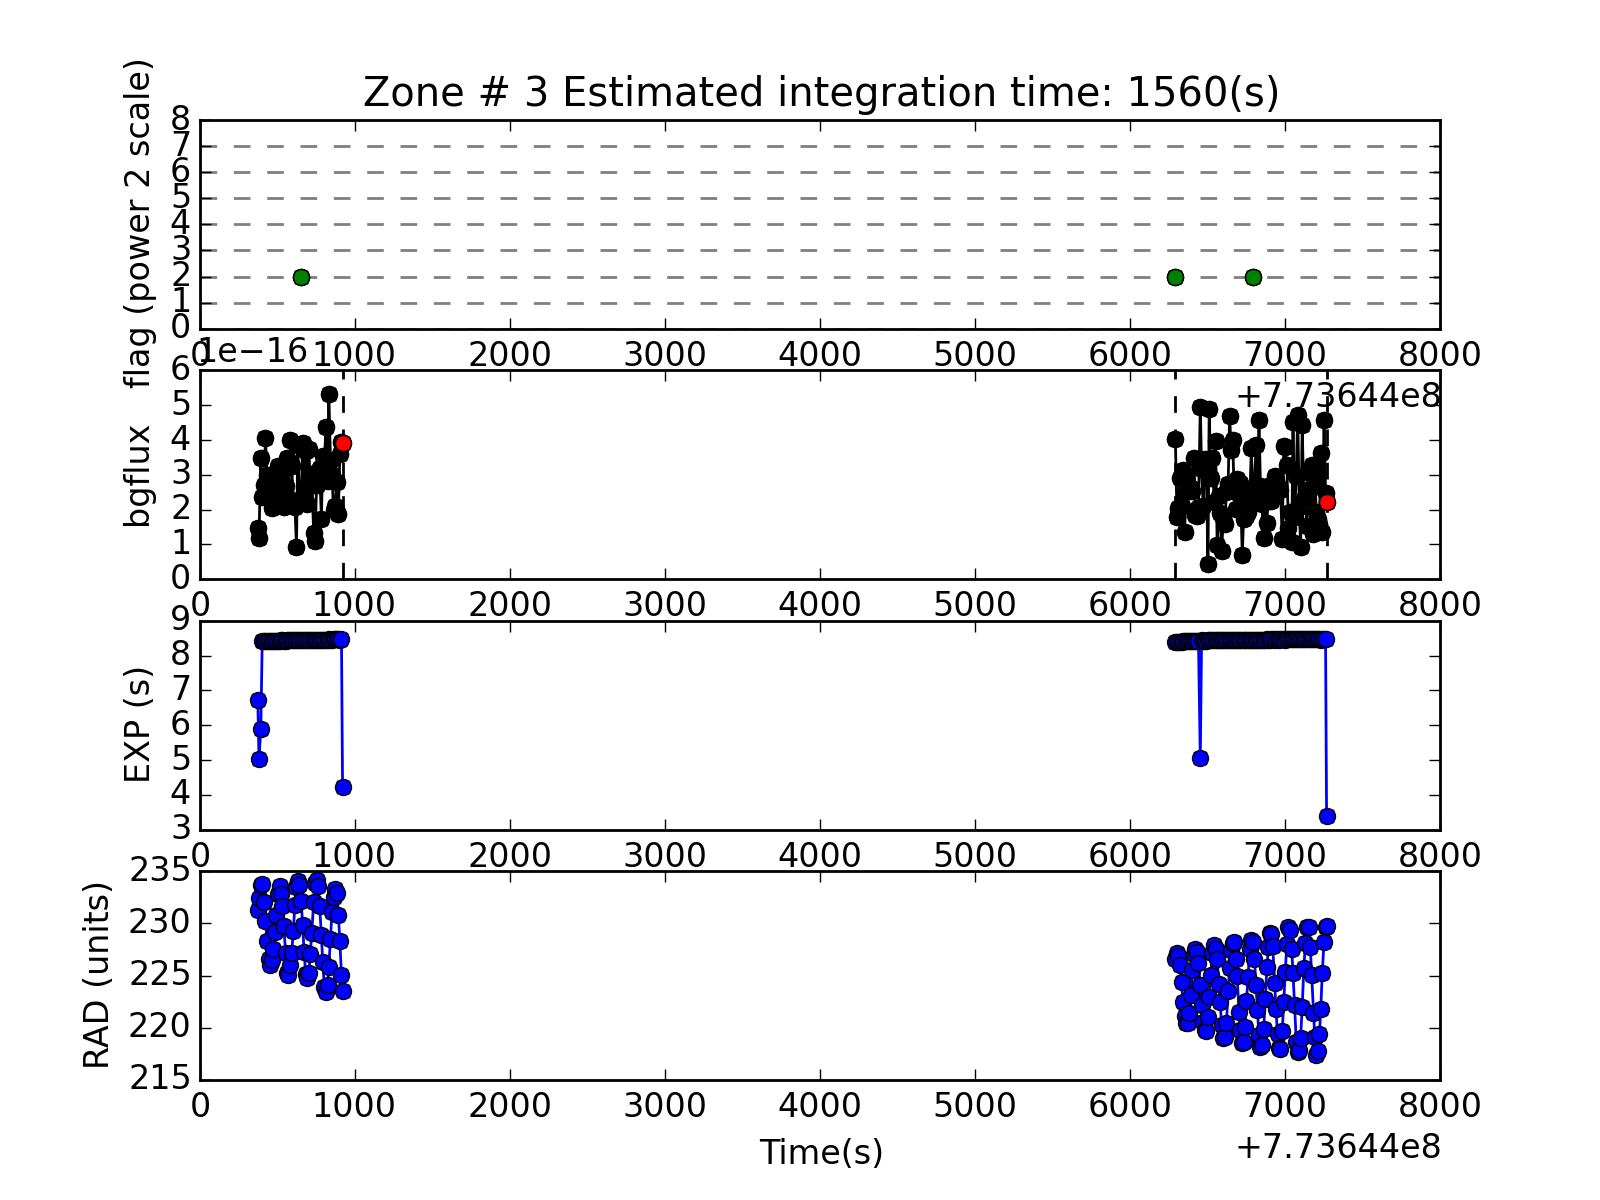 Zone # 3 Estimated integration time: 1560(s)
flag (power 2 scale)
8
7
6
5
4
3
2
1
0
0 1000 2000 3000 4000 5000 6000 7000 8000
+7.73644e8
1e−16
bgflux
6
5
4
3
2
1
0
0 1000 2000 3000 4000 5000 6000 7000 8000
EXP (s)
9
8
7
6
5
4
3
0 1000 2000 3000 4000 5000 6000 7000 8000
RAD (units)
235
230
225
220
215
0 1000 2000 3000 4000 5000 6000 7000 8000
Time(s)
+7.73644e8